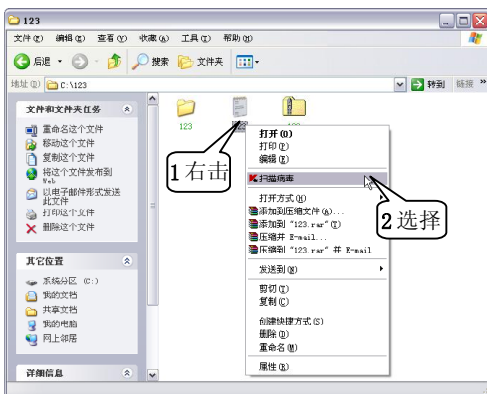 123
文件(F) 编辑(E) 查看(V) 收藏(A) 工具(T) 帮助(H)
后退 搜索 文件夹
地址(D) C:\123 转到 链接 »
文件和文件夹任务
重命名这个文件
移动这个文件
复制这个文件
将这个文件发布到
Web
以电子邮件形式发送
此文件
打印这个文件
删除这个文件
其它位置
系统分区 (C:)
我的文档
共享文档
我的电脑
网上邻居
详细信息
123
1右击
打开(O)
打印(P)
编辑(E)
扫描病毒
2选择
打开方式(H)
添加到压缩文件(A)...
添加到 "123.rar"(T)
压缩并 E-mail...
压缩到 "123.rar" 并 E-mail
发送到(N)
剪切(T)
复制(C)
创建快捷方式(S)
删除(D)
重命名(M)
属性(R)